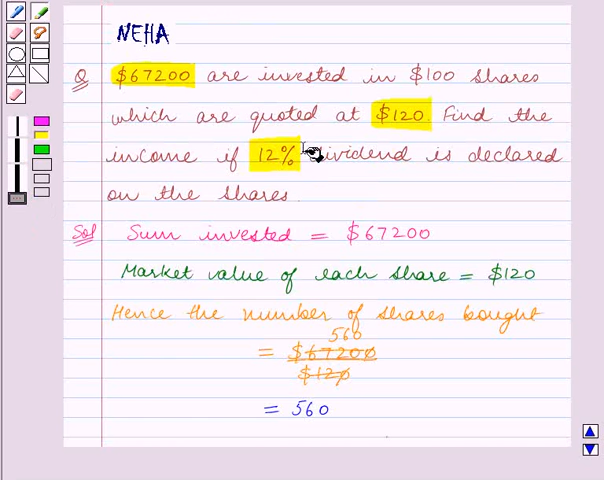 NEHA
Q $67200 are invested in $100 shares
which are quoted at $120. Find the
income if 12% dividend is declared
on the shares.
Sol Sum invested = $67200
Market value of each share = $120
Hence the number of shares bought
560
= $67200
$120
= 560